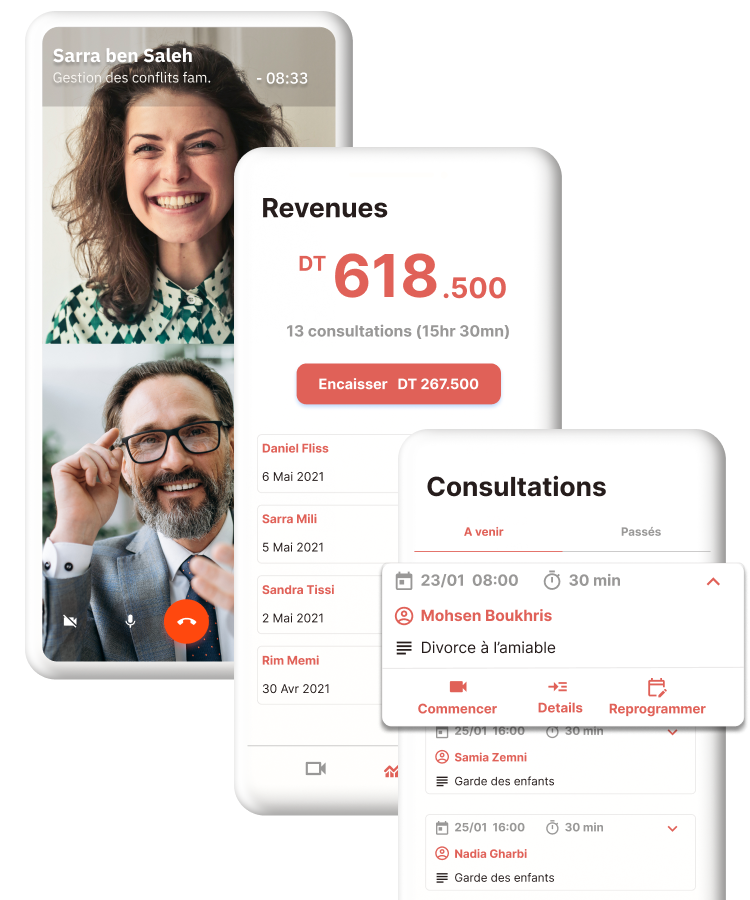 Sarra ben Saleh
Gestion des conflits fam.
- 08:33
Revenues
DT 618.500
13 consultations (15hr 30mn)
Encaisser DT 267.500
Daniel Fliss
6 Mai 2021
Sarra Mili
5 Mai 2021
Sandra Tissi
2 Mai 2021
Rim Memi
30 Avr 2021
Consultations
A venir
Passés
23/01 08:00 30 min
Mohsen Boukhris
Divorce à l’amiable
Commencer
Details
Reprogrammer
25/01 16:00 30 min
Samia Zemni
Garde des enfants
25/01 16:00 30 min
Nadia Gharbi
Garde des enfants